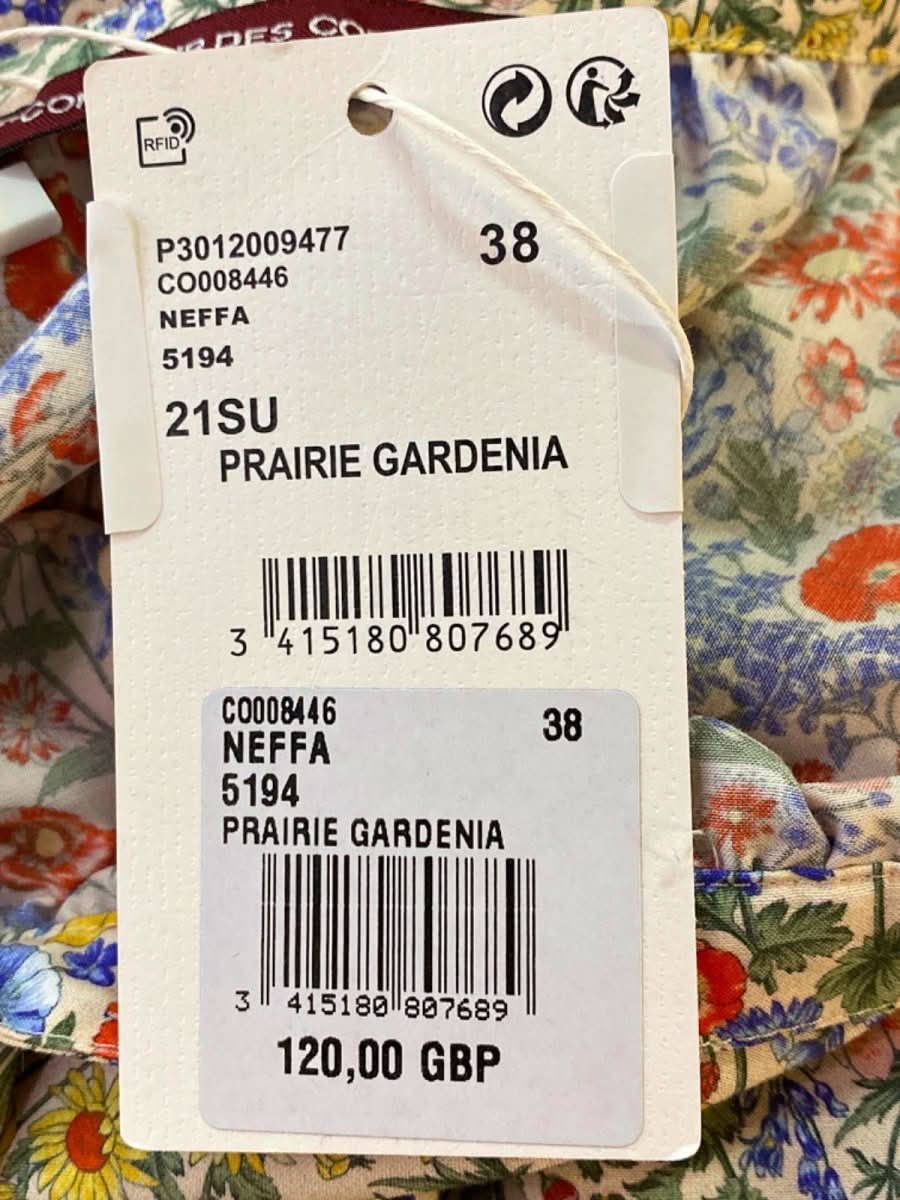 DES
RFID
P3012009477
38
CO008446
NEFFA
5194
21SU
PRAIRIE GARDENIA
3 415180 807689
CO008446
38
NEFFA
5194
PRAIRIE GARDENIA
3 415180 807689
120,00 GBP